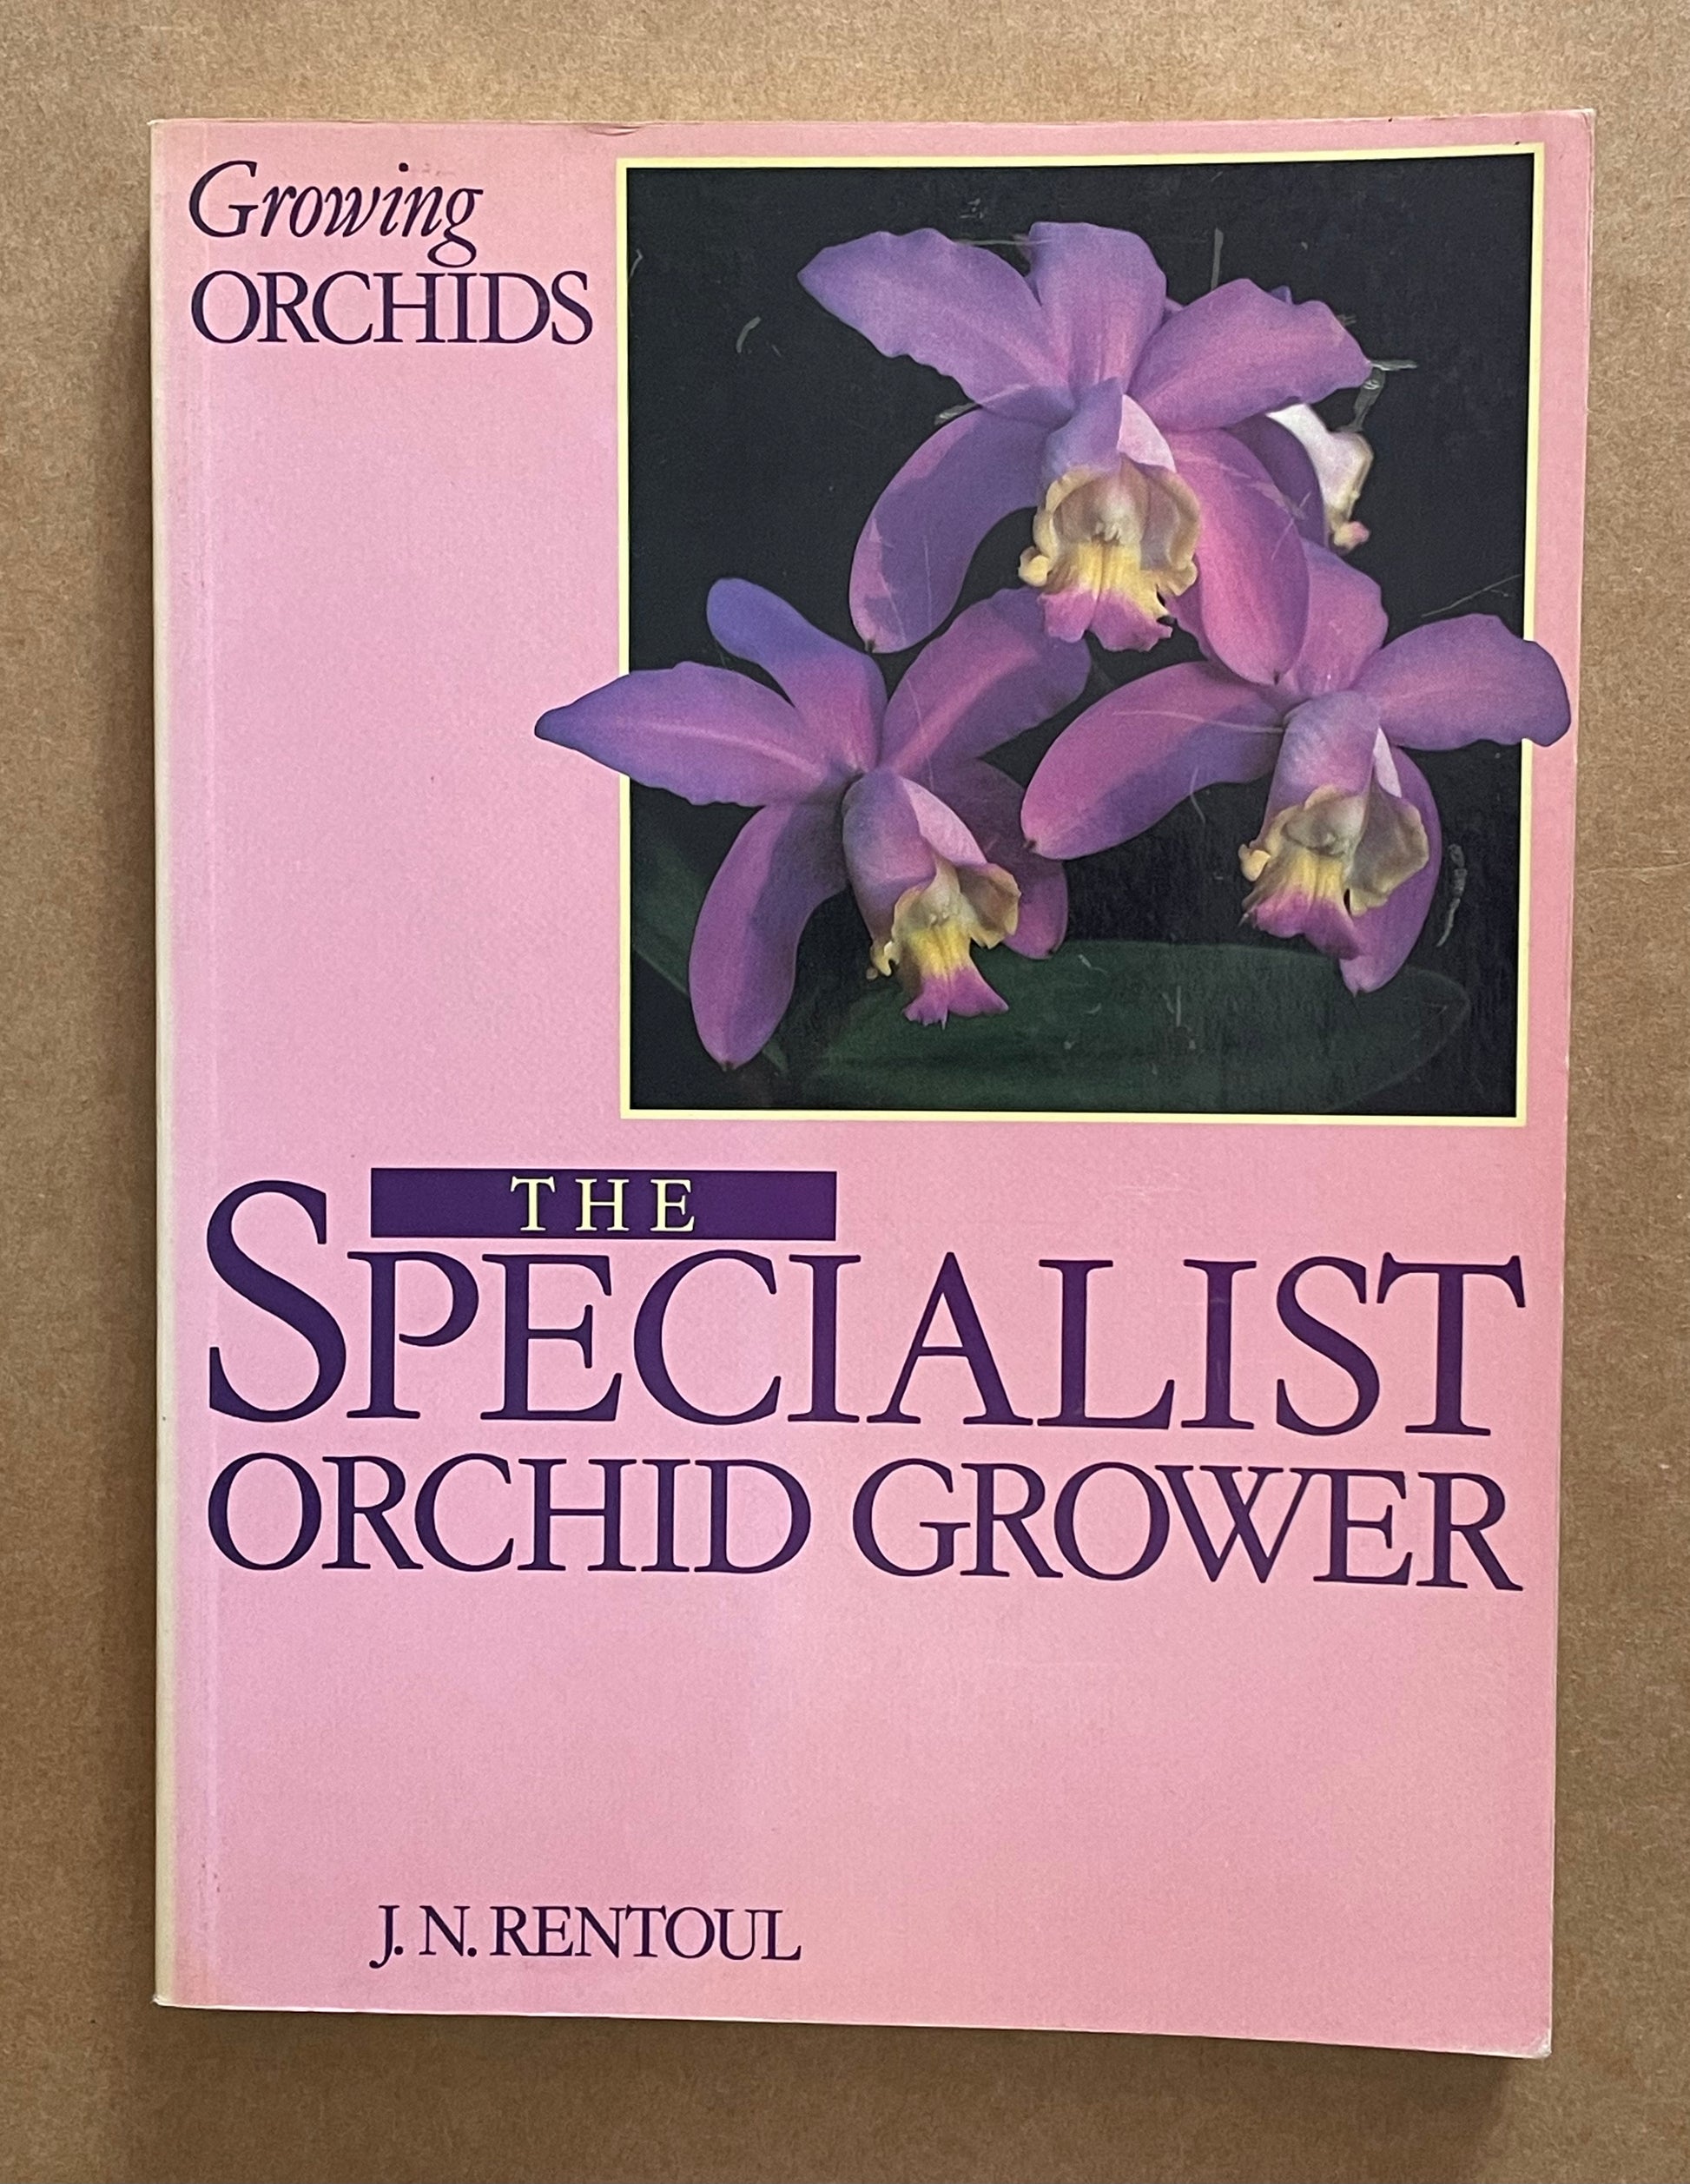 Growing
ORCHIDS
THE
SPECIALIST
ORCHID GROWER
J. N. RENTOUL